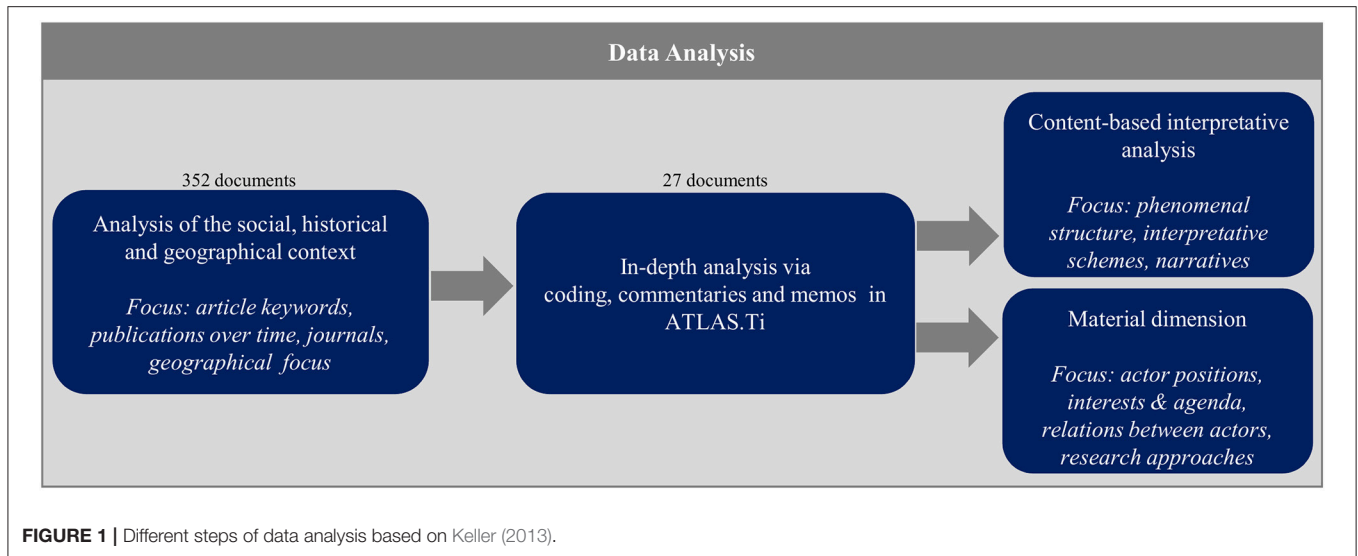 Data Analysis
352 documents
Analysis of the social, historical
and geographical context
Focus: article keywords,
publications over time, journals,
geographical focus
27 documents
In-depth analysis via
coding, commentaries and memos in
ATLAS.Ti
Content-based interpretative
analysis
Focus: phenomenal
structure, interpretative
schemes, narratives
Material dimension
Focus: actor positions,
interests & agenda,
relations between actors,
research approaches
FIGURE 1 | Different steps of data analysis based on Keller (2013).